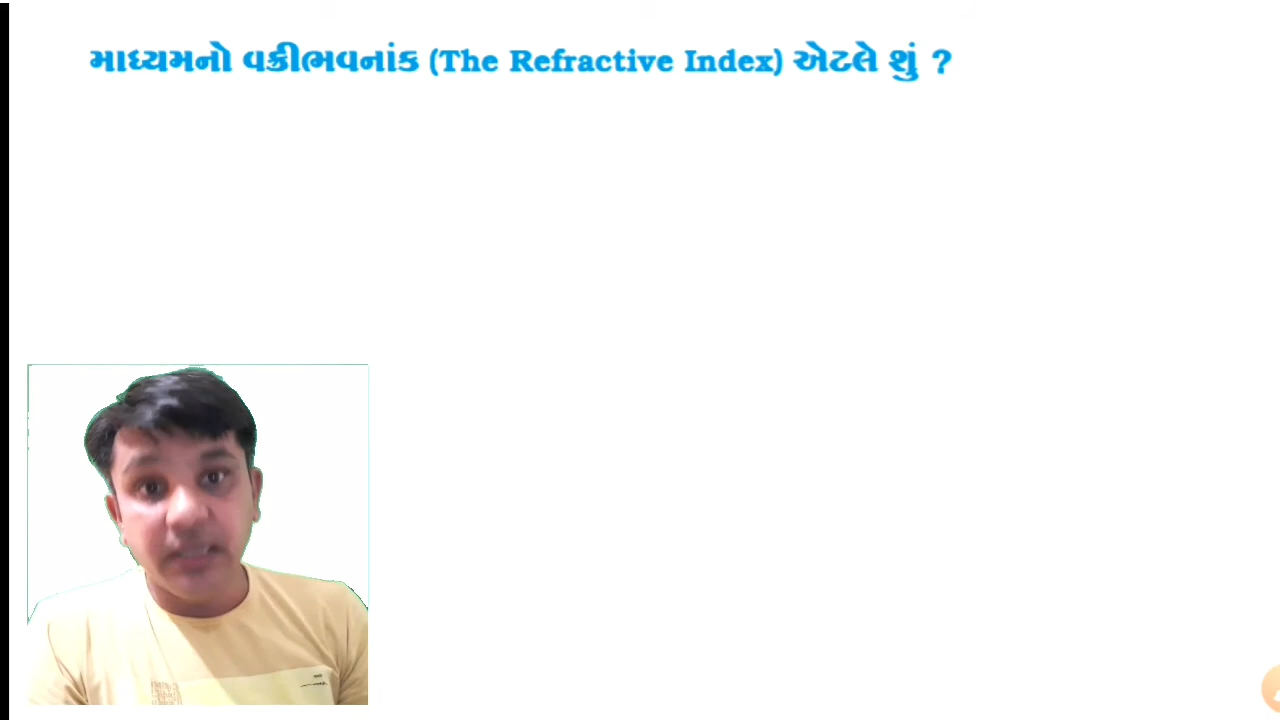 માધ્યમનો વક્રીભવનાંક (The Refractive Index) એટલે શું ?